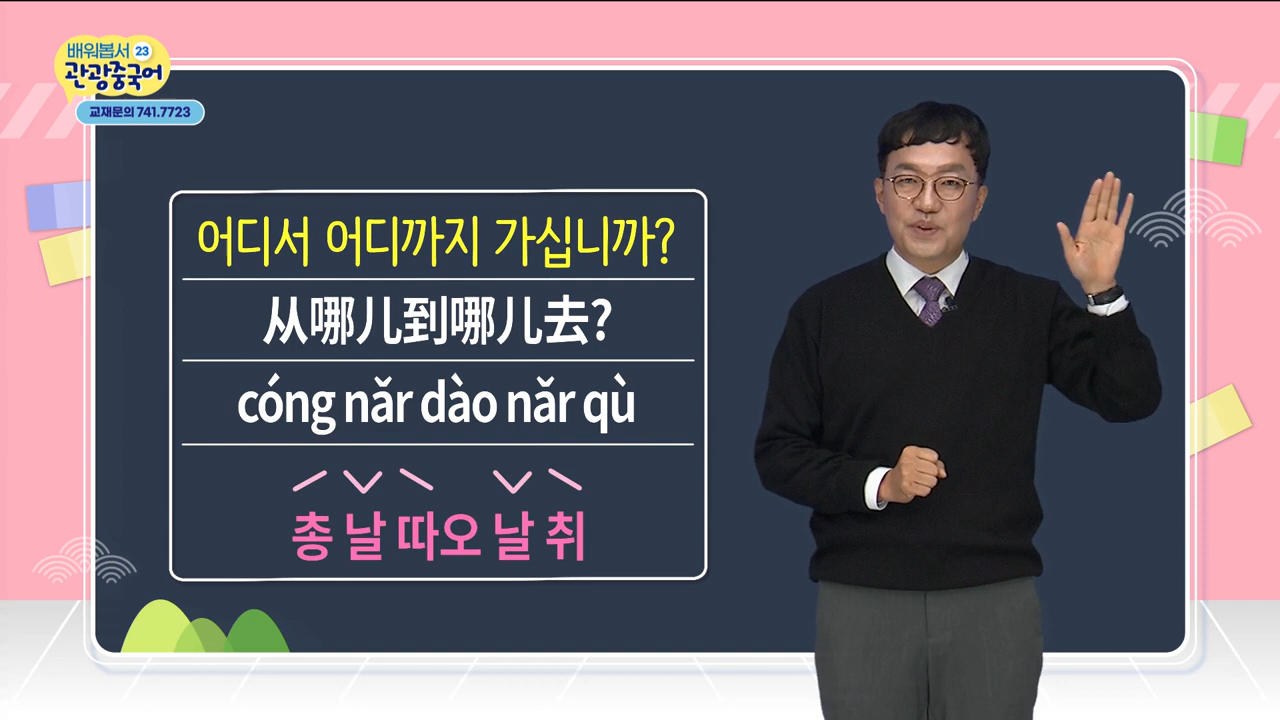 배워봅서 23
관광중국어
교재문의 741.7723
어디서 어디까지 가십니까?
从哪儿到哪儿去?
cóng nǎr dào nǎr qù
총 날 따오 날 취